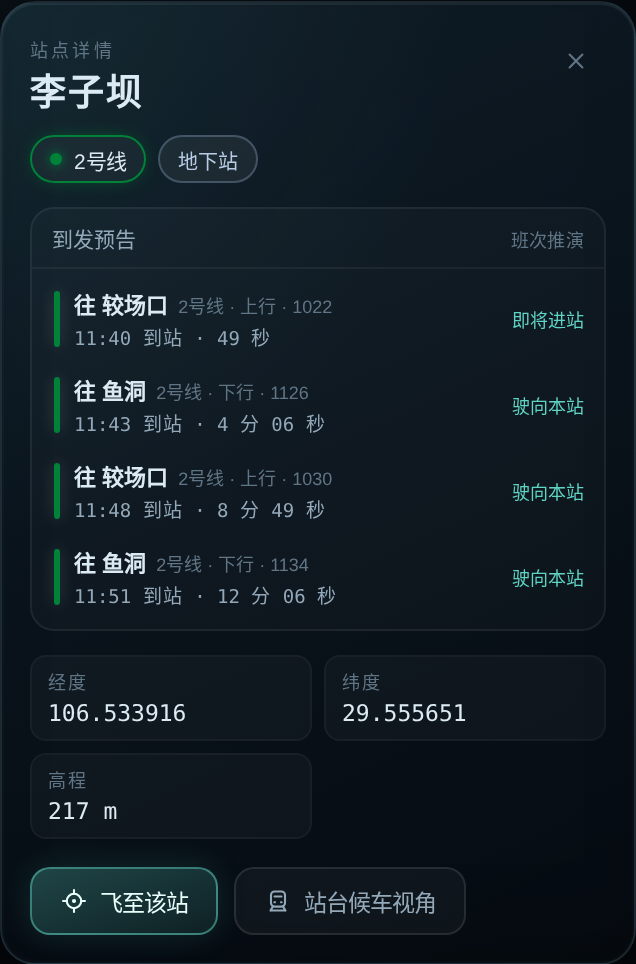 站点详情
李子坝
2号线
地下站
到发预告
班次推演
往 较场口 2号线 · 上行 · 1022
11:40 到站 · 49 秒
即将进站
往 鱼洞 2号线 · 下行 · 1126
11:43 到站 · 4 分 06 秒
驶向本站
往 较场口 2号线 · 上行 · 1030
11:48 到站 · 8 分 49 秒
驶向本站
往 鱼洞 2号线 · 下行 · 1134
11:51 到站 · 12 分 06 秒
驶向本站
经度
106.533916
纬度
29.555651
高程
217 m
飞至该站
站台候车视角